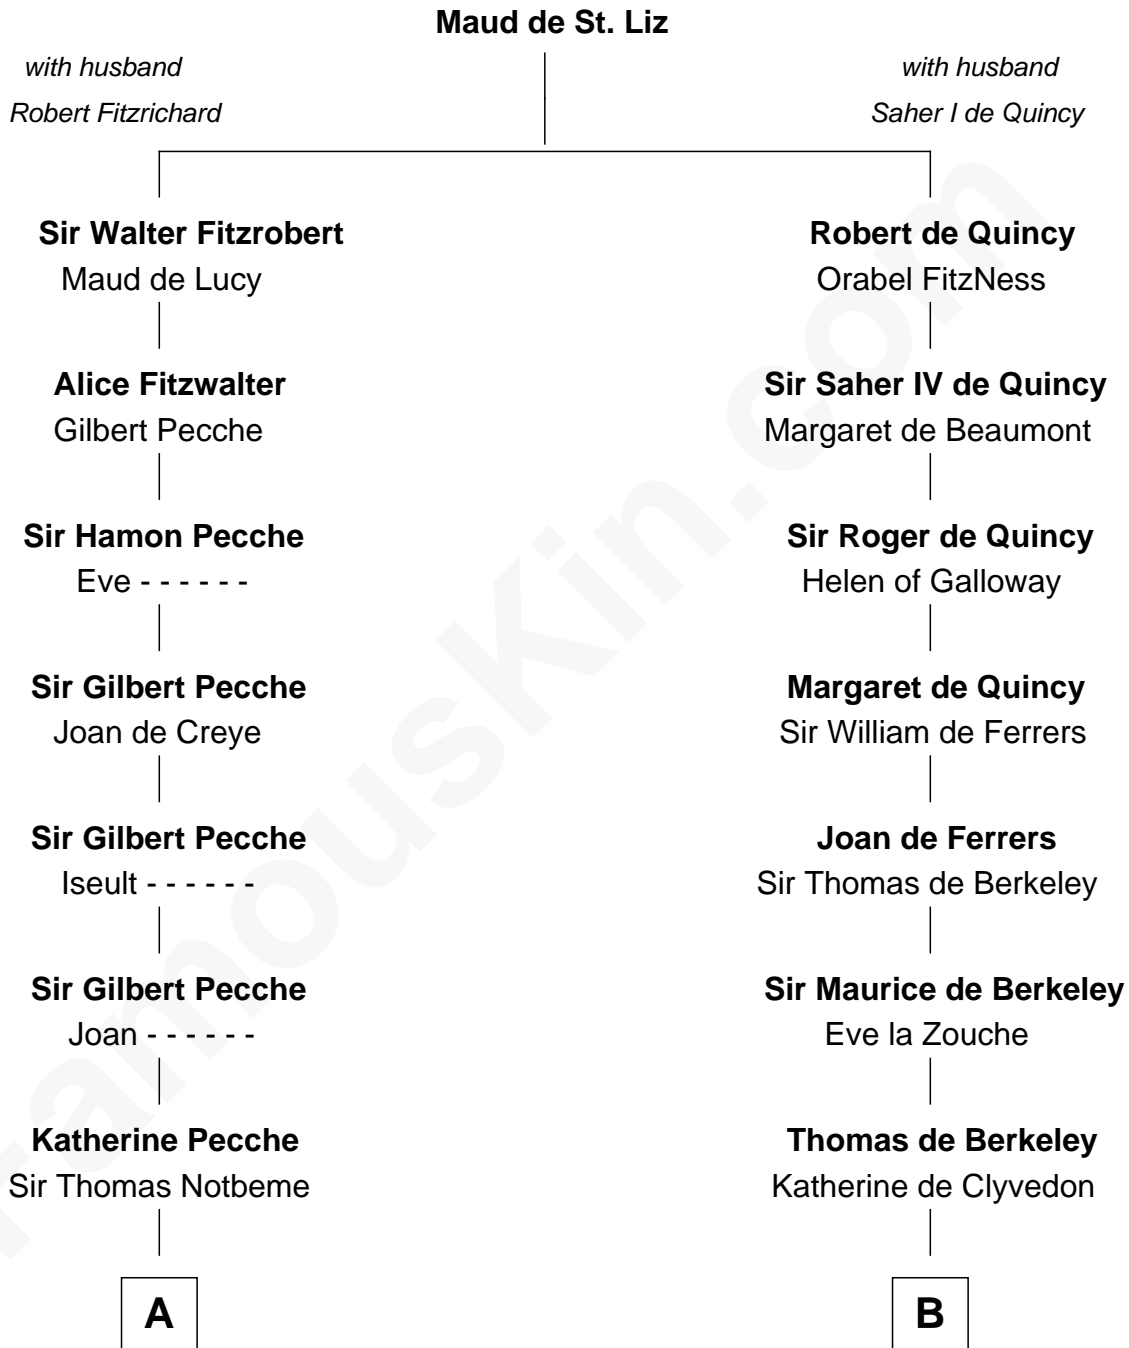 Maud de St. Liz
with husband
Robert Fitzrichard
with husband
Saher I de Quincy
Sir Walter Fitzrobert
Maud de Lucy
Robert de Quincy
Orabel FitzNess
Alice Fitzwalter
Gilbert Pecche
Sir Saher IV de Quincy
Margaret de Beaumont
Sir Hamon Pecche
Eve - - - - - -
Sir Roger de Quincy
Helen of Galloway
Sir Gilbert Pecche
Joan de Creye
Margaret de Quincy
Sir William de Ferrers
Sir Gilbert Pecche
Iseult - - - - - -
Joan de Ferrers
Sir Thomas de Berkeley
Sir Gilbert Pecche
Joan - - - - - -
Sir Maurice de Berkeley
Eve la Zouche
Katherine Pecche
Sir Thomas Notbeme
Thomas de Berkeley
Katherine de Clyvedon
A
B
FamousKin.com